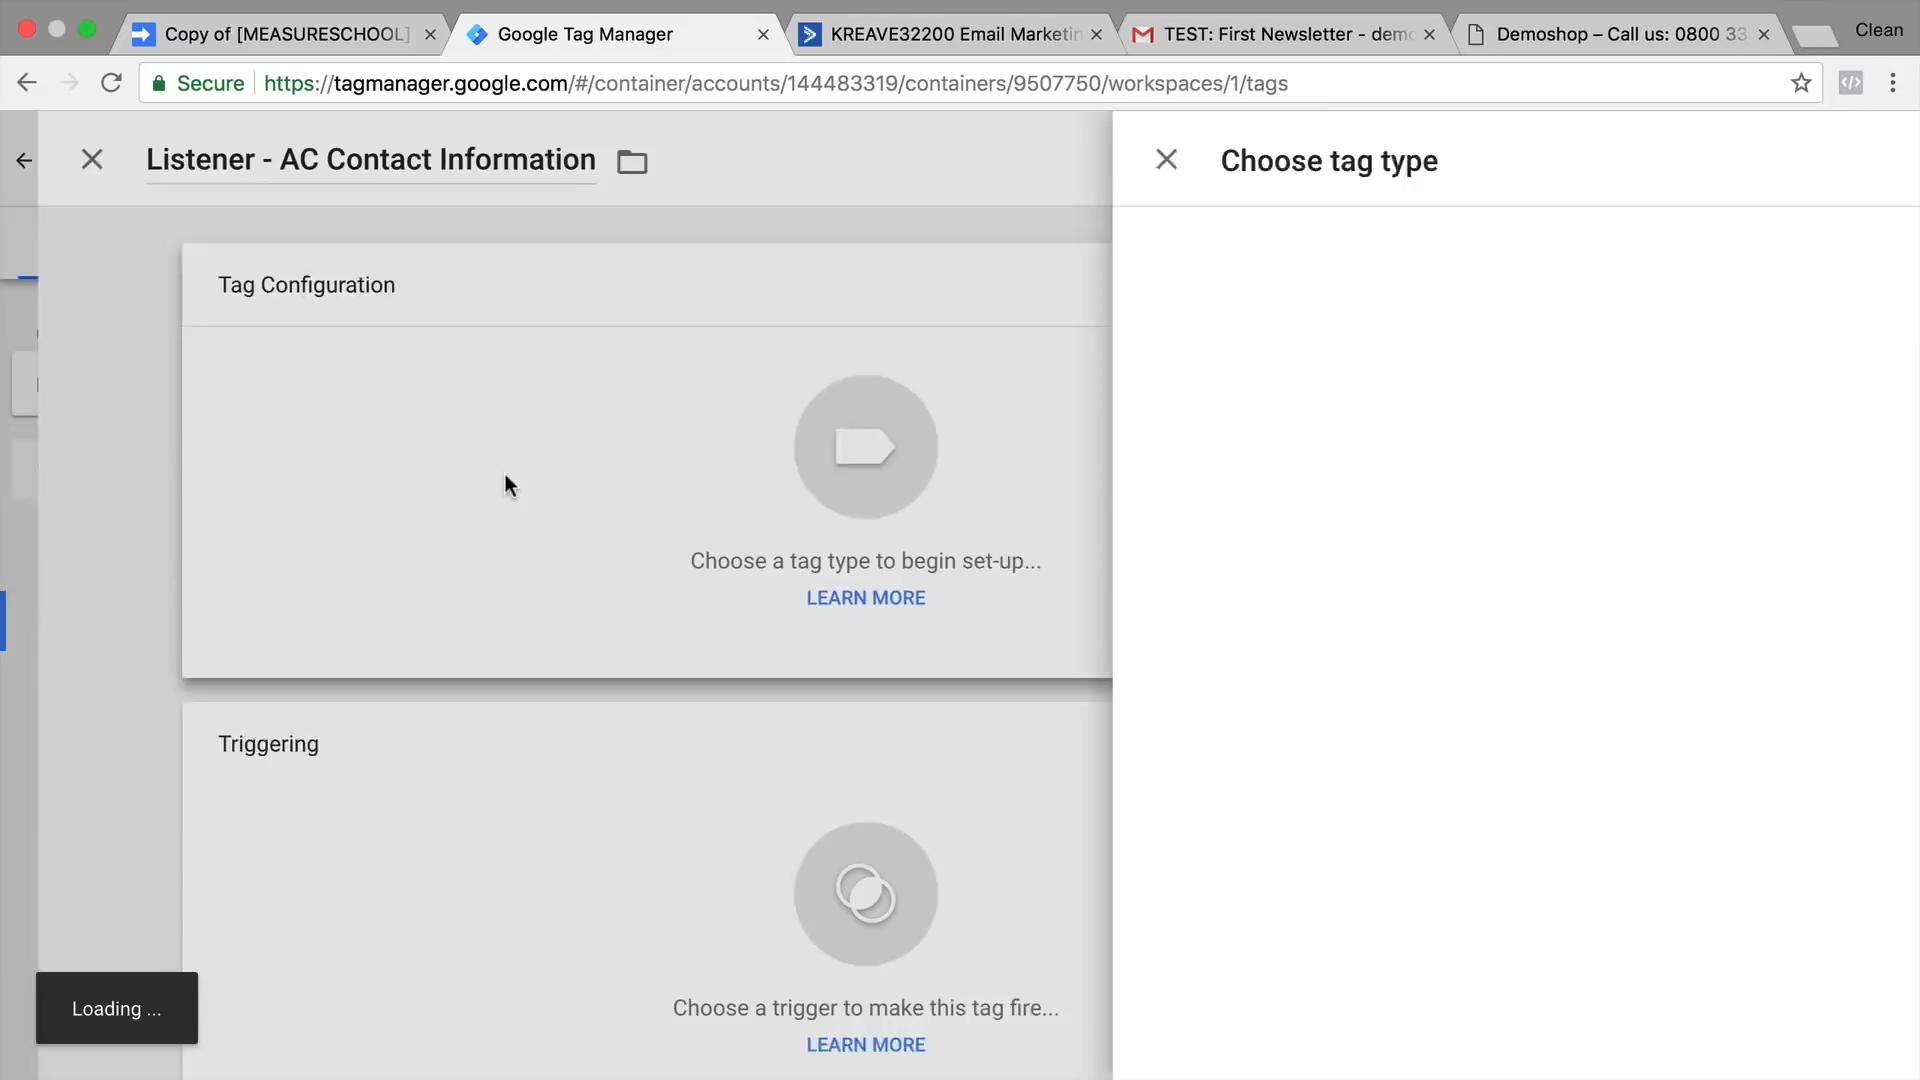 Copy of [MEASURESCHOOL]
Google Tag Manager
KREAVE32200 Email Marketin
TEST: First Newsletter - demo
Demoshop – Call us: 0800 33
Clean
Secure
https://tagmanager.google.com/#/container/accounts/144483319/containers/9507750/workspaces/1/tags
Listener - AC Contact Information
Choose tag type
Tag Configuration
Choose a tag type to begin set-up...
LEARN MORE
Triggering
Choose a trigger to make this tag fire...
LEARN MORE
Loading ...